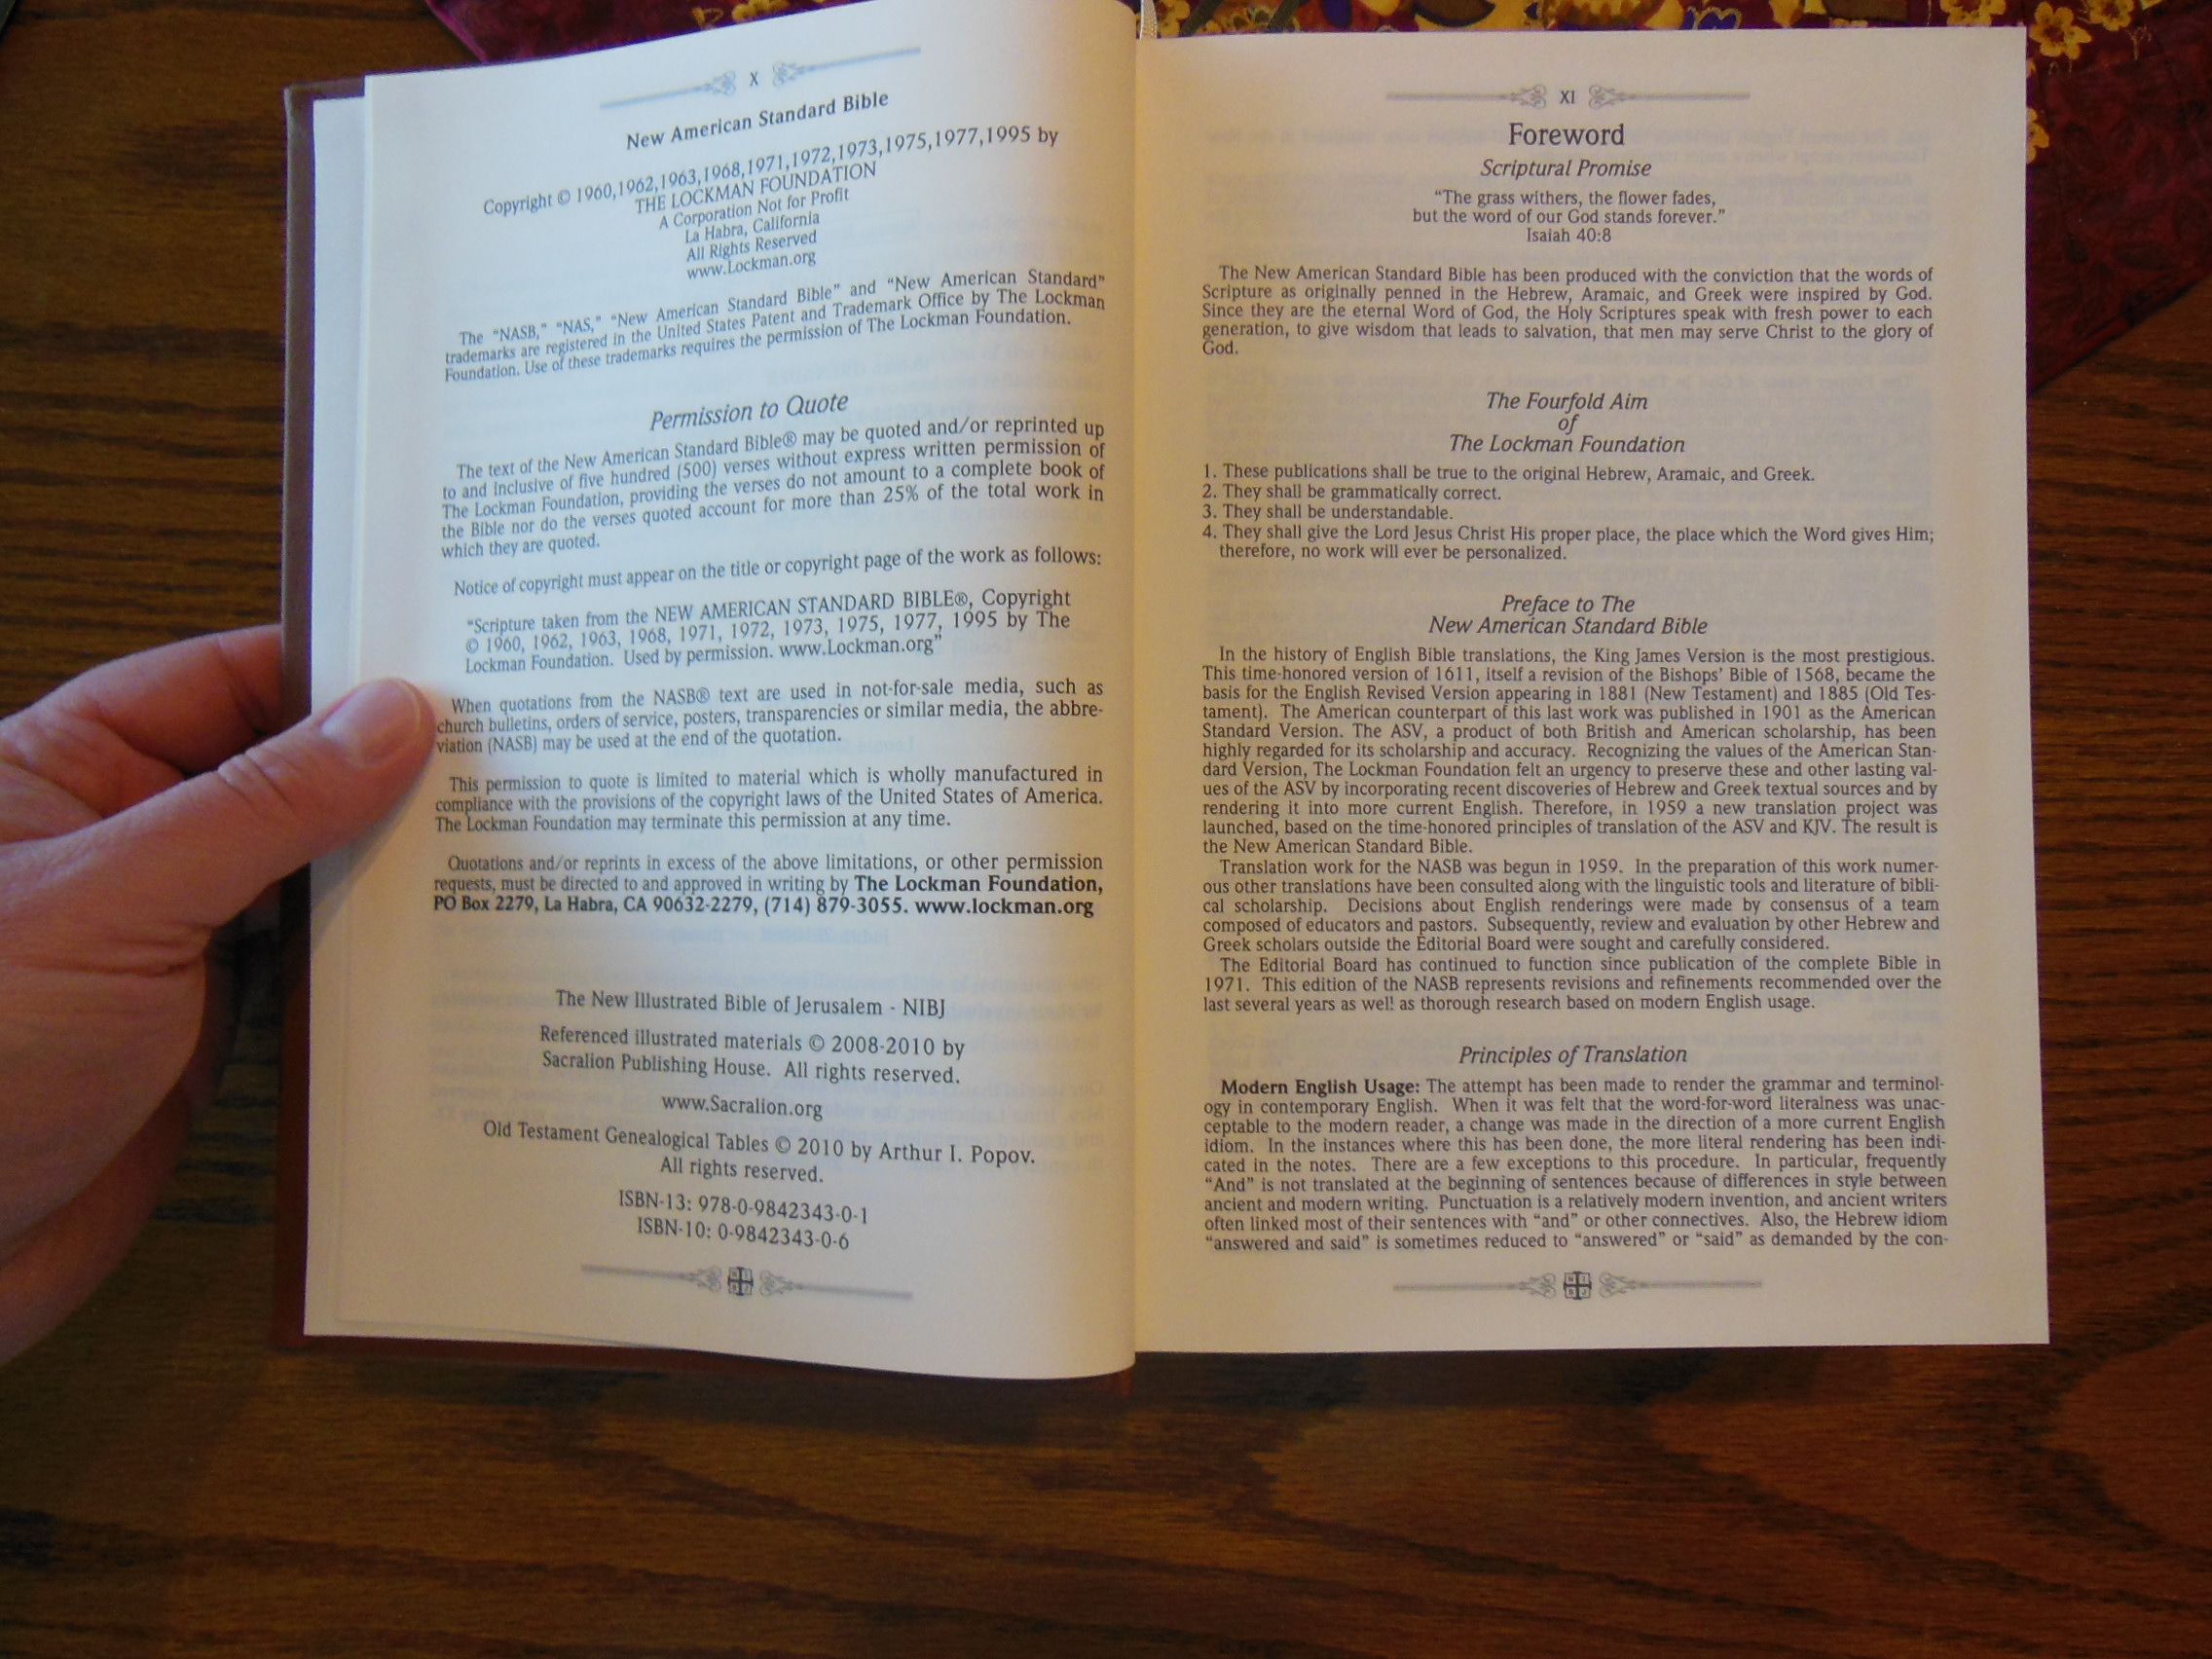 X
New American Standard Bible
Copyright © 1960,1962,1963,1968,1971,1972,1973,1975,1977,1995 by
THE LOCKMAN FOUNDATION
A Corporation Not for Profit
La Habra, California
All Rights Reserved
www.Lockman.org
The “NASB,” “NAS,” “New American Standard Bible” and “New American Standard”
trademarks are registered in the United States Patent and Trademark Office by The Lockman
Foundation. Use of these trademarks requires the permission of The Lockman Foundation.
Permission to Quote
The text of the New American Standard Bible® may be quoted and/or reprinted up
to and inclusive of five hundred (500) verses without express written permission of
The Lockman Foundation, providing the verses do not amount to a complete book of
the Bible nor do the verses quoted account for more than 25% of the total work in
which they are quoted.
Notice of copyright must appear on the title or copyright page of the work as follows:
“Scripture taken from the NEW AMERICAN STANDARD BIBLE®, Copyright
© 1960, 1962, 1963, 1968, 1971, 1972, 1973, 1975, 1977, 1995 by The
Lockman Foundation. Used by permission. www.Lockman.org”
When quotations from the NASB® text are used in not-for-sale media, such as
church bulletins, orders of service, posters, transparencies or similar media, the abbre-
viation (NASB) may be used at the end of the quotation.
This permission to quote is limited to material which is wholly manufactured in
compliance with the provisions of the copyright laws of the United States of America.
The Lockman Foundation may terminate this permission at any time.
Quotations and/or reprints in excess of the above limitations, or other permission
requests, must be directed to and approved in writing by The Lockman Foundation,
PO Box 2279, La Habra, CA 90632-2279, (714) 879-3055. www.lockman.org
The New Illustrated Bible of Jerusalem - NIBJ
Referenced illustrated materials © 2008-2010 by
Sacralion Publishing House. All rights reserved.
www.Sacralion.org
Old Testament Genealogical Tables © 2010 by Arthur I. Popov.
All rights reserved.
ISBN-13: 978-0-9842343-0-1
ISBN-10: 0-9842343-0-6
XI
Foreword
Scriptural Promise
“The grass withers, the flower fades,
but the word of our God stands forever.”
Isaiah 40:8
The New American Standard Bible has been produced with the conviction that the words of
Scripture as originally penned in the Hebrew, Aramaic, and Greek were inspired by God.
Since they are the eternal Word of God, the Holy Scriptures speak with fresh power to each
generation, to give wisdom that leads to salvation, that men may serve Christ to the glory of
God.
The Fourfold Aim
of
The Lockman Foundation
1. These publications shall be true to the original Hebrew, Aramaic, and Greek.
2. They shall be grammatically correct.
3. They shall be understandable.
4. They shall give the Lord Jesus Christ His proper place, the place which the Word gives Him;
therefore, no work will ever be personalized.
Preface to The
New American Standard Bible
In the history of English Bible translations, the King James Version is the most prestigious.
This time-honored version of 1611, itself a revision of the Bishops’ Bible of 1568, became the
basis for the English Revised Version appearing in 1881 (New Testament) and 1885 (Old Tes-
tament). The American counterpart of this last work was published in 1901 as the American
Standard Version. The ASV, a product of both British and American scholarship, has been
highly regarded for its scholarship and accuracy. Recognizing the values of the American Stan-
dard Version, The Lockman Foundation felt an urgency to preserve these and other lasting val-
ues of the ASV by incorporating recent discoveries of Hebrew and Greek textual sources and by
rendering it into more current English. Therefore, in 1959 a new translation project was
launched, based on the time-honored principles of translation of the ASV and KJV. The result is
the New American Standard Bible.
Translation work for the NASB was begun in 1959. In the preparation of this work numer-
ous other translations have been consulted along with the linguistic tools and literature of bibli-
cal scholarship. Decisions about English renderings were made by consensus of a team
composed of educators and pastors. Subsequently, review and evaluation by other Hebrew and
Greek scholars outside the Editorial Board were sought and carefully considered.
The Editorial Board has continued to function since publication of the complete Bible in
1971. This edition of the NASB represents revisions and refinements recommended over the
last several years as well as thorough research based on modern English usage.
Principles of Translation
Modern English Usage: The attempt has been made to render the grammar and terminol-
ogy in contemporary English. When it was felt that the word-for-word literalness was unac-
ceptable to the modern reader, a change was made in the direction of a more current English
idiom. In the instances where this has been done, the more literal rendering has been indi-
cated in the notes. There are a few exceptions to this procedure. In particular, frequently
“And” is not translated at the beginning of sentences because of differences in style between
ancient and modern writing. Punctuation is a relatively modern invention, and ancient writers
often linked most of their sentences with “and” or other connectives. Also, the Hebrew idiom
“answered and said” is sometimes reduced to “answered” or “said” as demanded by the con-